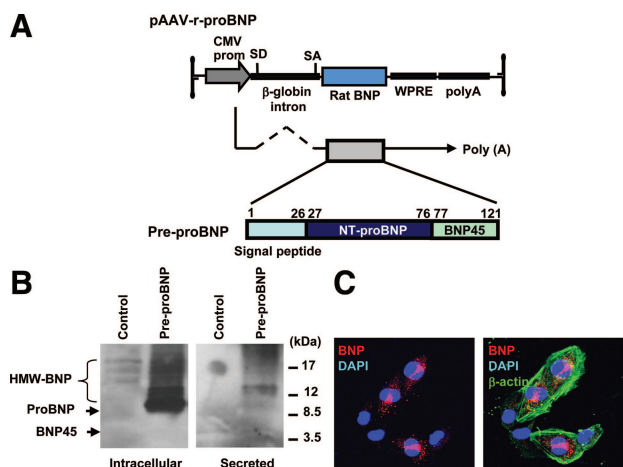 A
pAAV-r-proBNP
CMV
prom
SD
SA
β-globin
intron
Rat BNP
WPRE
polyA
Poly (A)
1
26
27
76
77
121
Pre-proBNP
NT-proBNP
BNP45
Signal peptide
B
Control
Pre-proBNP
Control
Pre-proBNP
(kDa)
HMW-BNP
ProBNP
BNP45
17
12
8.5
3.5
Intracellular
Secreted
C
BNP
DAPI
BNP
DAPI
β-actin